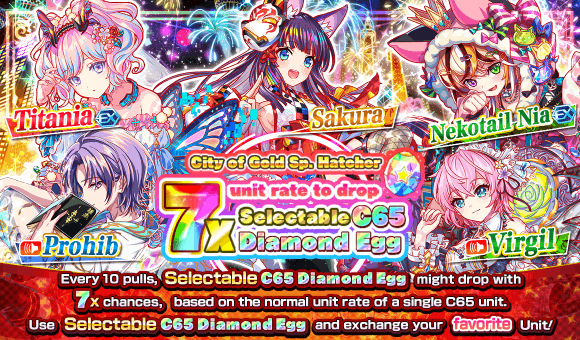 Titania EX
Sakura
Nekotail Nia EX
Prohib
Virgil
City of Gold Sp. Hatcher
7x
unit rate to drop
Selectable C65
Diamond Egg
Every 10 pulls, Selectable C65 Diamond Egg might drop with
7x chances, based on the normal unit rate of a single C65 unit.
Use Selectable C65 Diamond Egg and exchange your favorite Unit!